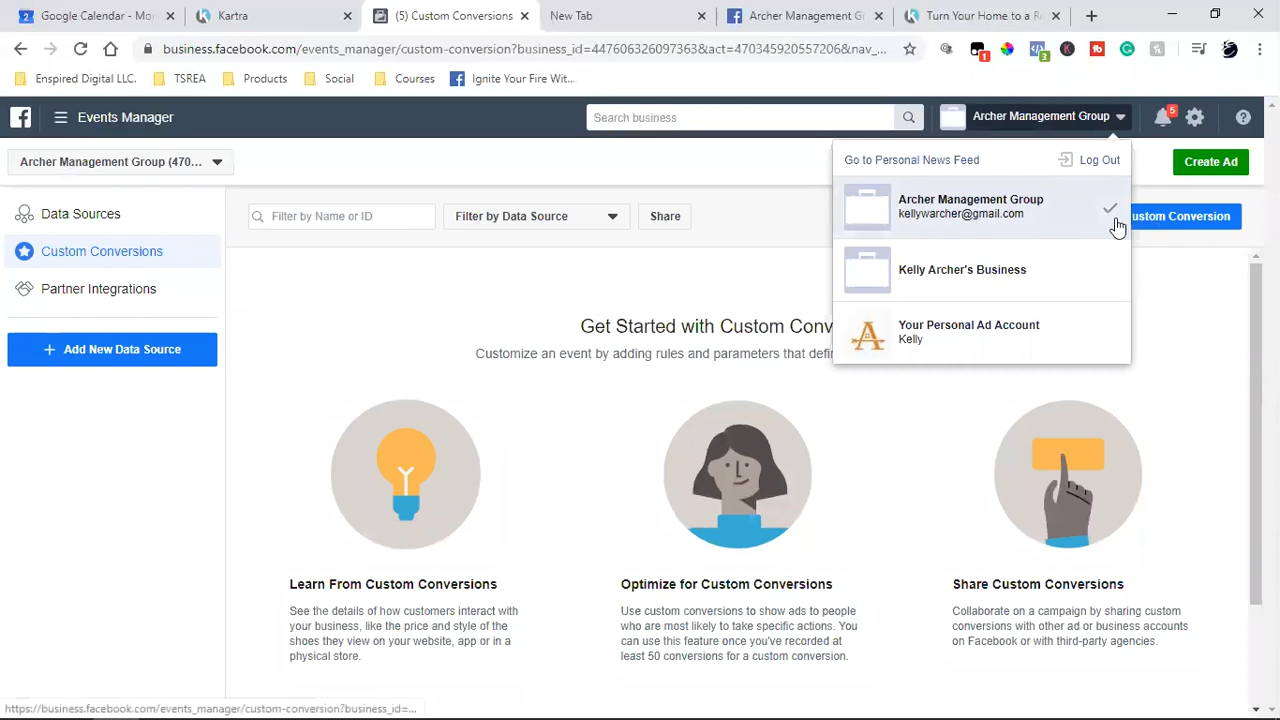 2 Google Calendar - Mon
Kartra
(5) Custom Conversions
New Tab
Archer Management G
Turn Your Home to a R
business.facebook.com/events_manager/custom-conversion?business_id=447606326097363&act=470345920557206&nav_...
1
3
Enspired Digital LLC.
TSREA
Products
Social
Courses
Ignite Your Fire Wit...
Events Manager
Search business
Archer Management Group
5
Archer Management Group (470...
Go to Personal News Feed
Log Out
Create Ad
Archer Management Group
kellywarcher@gmail.com
Data Sources
Filter by Name or ID
Filter by Data Source
Share
ustom Conversion
Custom Conversions
Kelly Archer's Business
Partner Integrations
Your Personal Ad Account
Kelly
Add New Data Source
Get Started with Custom Conv
Customize an event by adding rules and parameters that defi
Learn From Custom Conversions
See the details of how customers interact with
your business, like the price and style of the
shoes they view on your website, app or in a
physical store.
Optimize for Custom Conversions
Use custom conversions to show ads to people
who are most likely to take specific actions. You
can use this feature once you've recorded at
least 50 conversions for a custom conversion.
Share Custom Conversions
Collaborate on a campaign by sharing custom
conversions with other ad or business accounts
on Facebook or with third-party agencies.
https://business.facebook.com/events_manager/custom-conversion?business_id=...